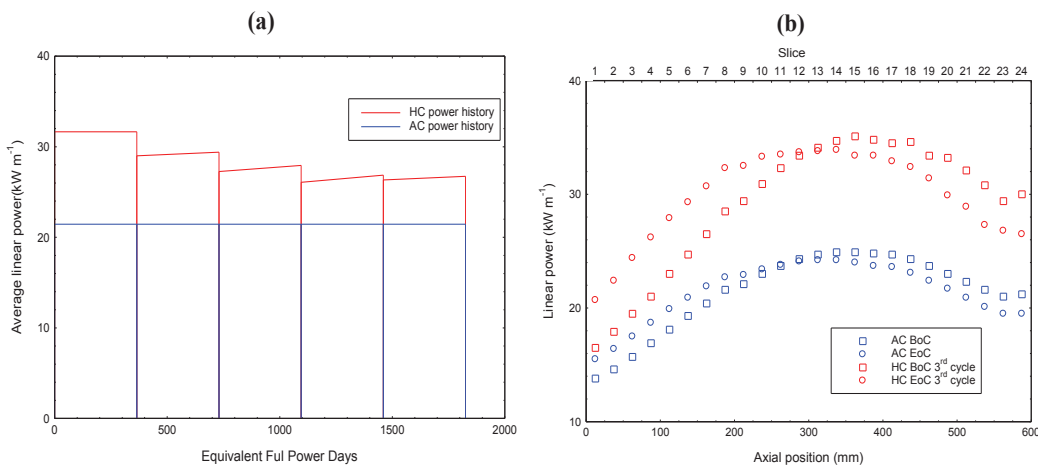 (a)
40
30
20
10
0
0 500 1000 1500 2000
Average linear power(kW m⁻¹)
Equivalent Ful Power Days
HC power history
AC power history
(b)
Slice
1 2 3 4 5 6 7 8 9 10 11 12 13 14 15 16 17 18 19 20 21 22 23 24
40
30
20
10
0 100 200 300 400 500 600
Linear power (kW m⁻¹)
Axial position (mm)
AC BoC
AC EoC
HC BoC 3rd cycle
HC EoC 3rd cycle